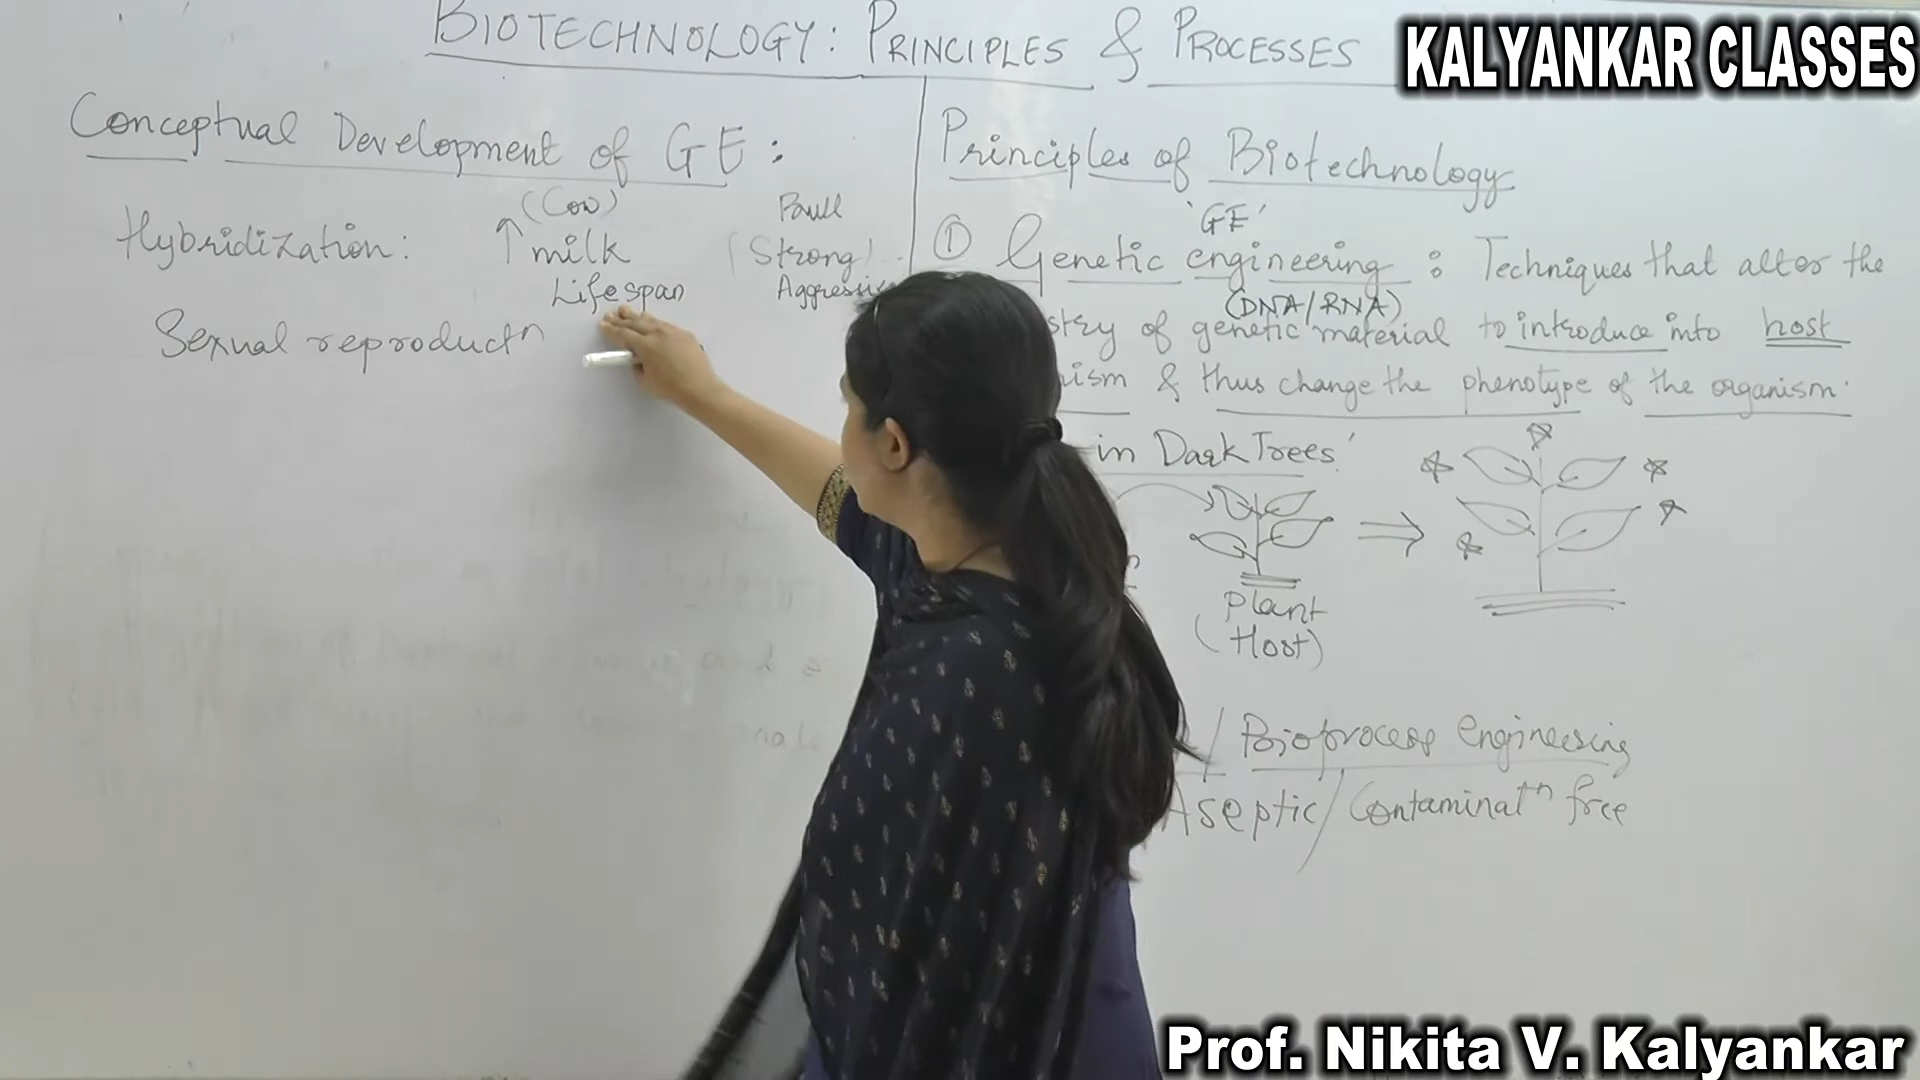 BIOTECHNOLOGY: PRINCIPLES & PROCESSES
KALYANKAR CLASSES
Conceptual Development of GE:
Hybridization:
(Cow)
↑ milk
Lifespan
Bull
(Strong)
Aggressiv
Sexual reproductn
Principles of Biotechnology
'GE'
① Genetic engineering : Techniques that alter the
(DNA/RNA)
stry of genetic material to introduce into host
nism & thus change the phenotype of the organism.
in Dark Trees'
Plant
(Host)
/ Bioprocess engineering
Aseptic/Contaminatn free
Prof. Nikita V. Kalyankar